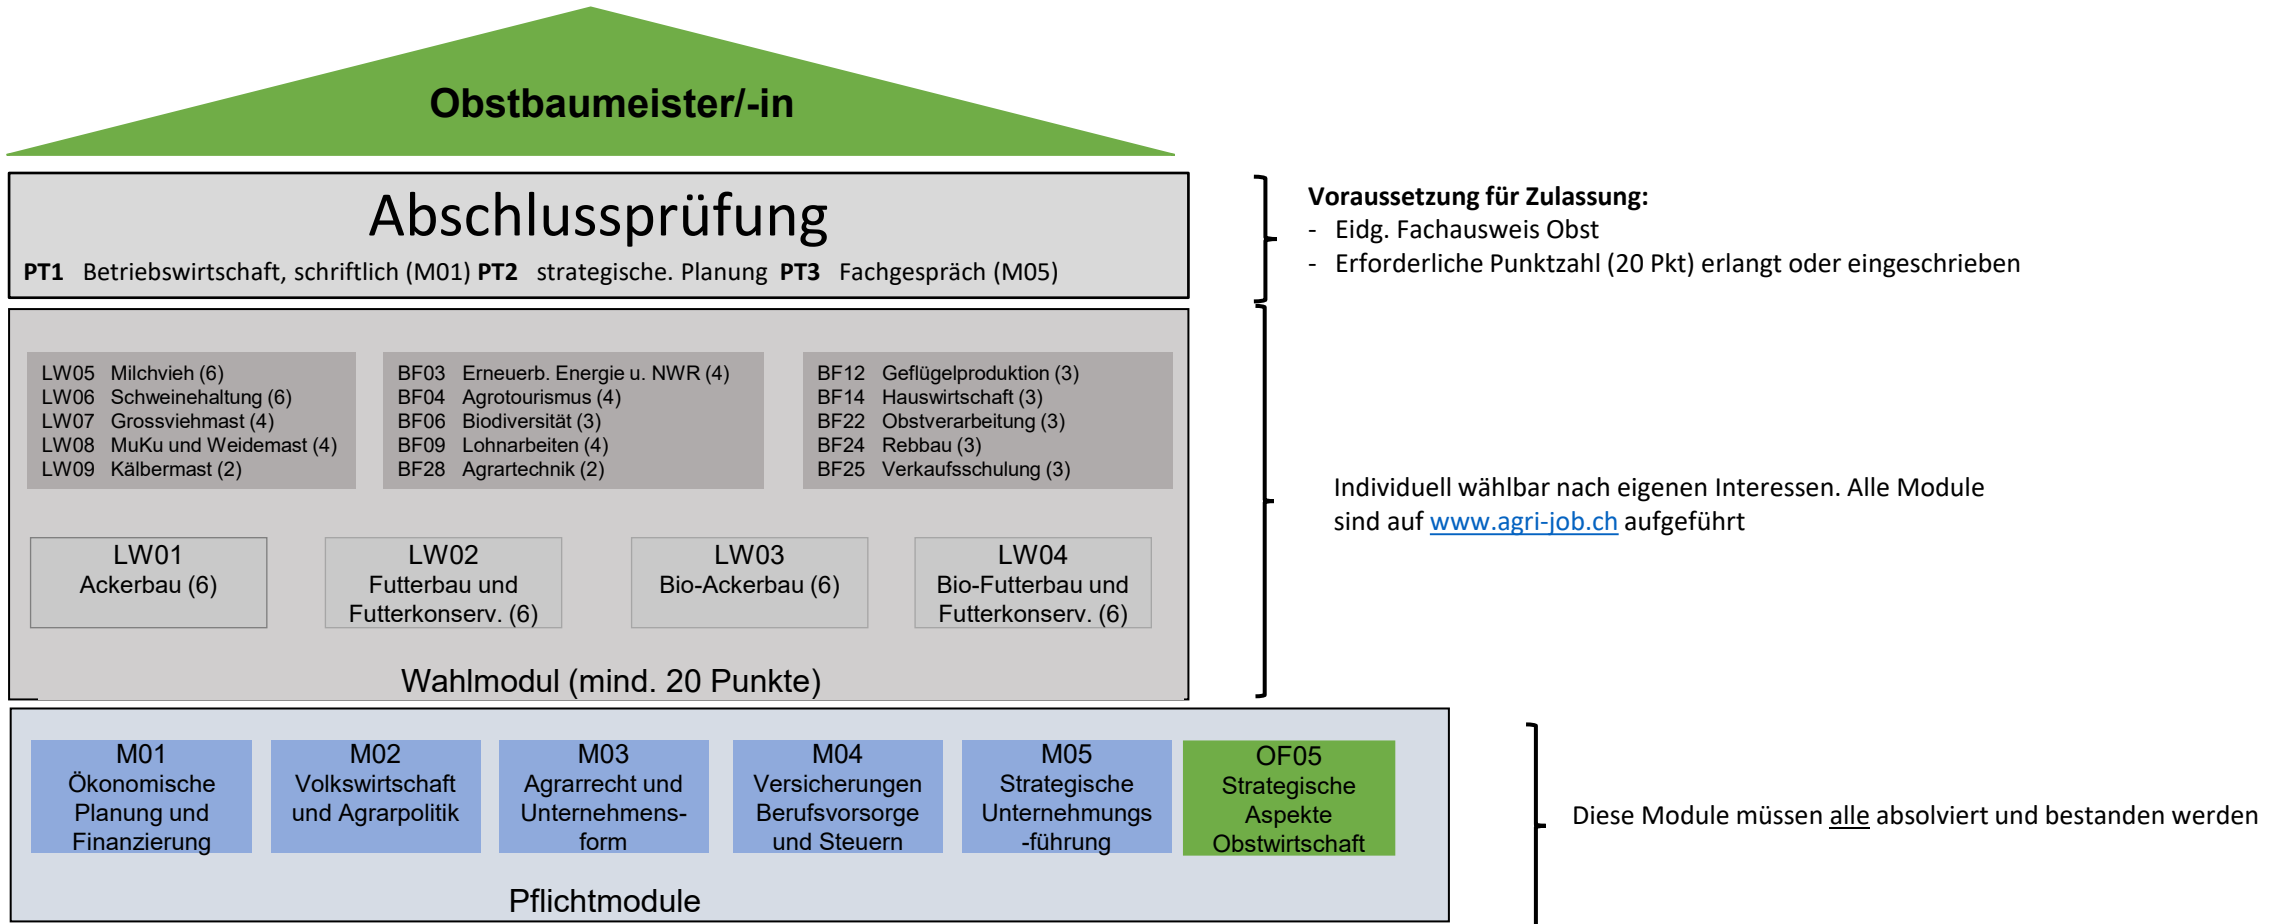 Obstbaumeister/-in
Abschlussprüfung
PT1 Betriebswirtschaft, schriftlich (M01) PT2 strategische. Planung PT3 Fachgespräch (M05)
Voraussetzung für Zulassung:
- Eidg. Fachausweis Obst
- Erforderliche Punktzahl (20 Pkt) erlangt oder eingeschrieben
LW05 Milchvieh (6)
LW06 Schweinehaltung (6)
LW07 Grossviehmast (4)
LW08 MuKu und Weidemast (4)
LW09 Kälbermast (2)
BF03 Erneuerb. Energie u. NWR (4)
BF04 Agrotourismus (4)
BF06 Biodiversität (3)
BF09 Lohnarbeiten (4)
BF28 Agrartechnik (2)
BF12 Geflügelproduktion (3)
BF14 Hauswirtschaft (3)
BF22 Obstverarbeitung (3)
BF24 Rebbau (3)
BF25 Verkaufsschulung (3)
Individuell wählbar nach eigenen Interessen. Alle Module
sind auf www.agri-job.ch aufgeführt
LW01
Ackerbau (6)
LW02
Futterbau und
Futterkonserv. (6)
LW03
Bio-Ackerbau (6)
LW04
Bio-Futterbau und
Futterkonserv. (6)
Wahlmodul (mind. 20 Punkte)
M01
Ökonomische
Planung und
Finanzierung
M02
Volkswirtschaft
und Agrarpolitik
M03
Agrarrecht und
Unternehmens-
form
M04
Versicherungen
Berufsvorsorge
und Steuern
M05
Strategische
Unternehmungs
-führung
OF05
Strategische
Aspekte
Obstwirtschaft
Diese Module müssen alle absolviert und bestanden werden
Pflichtmodule